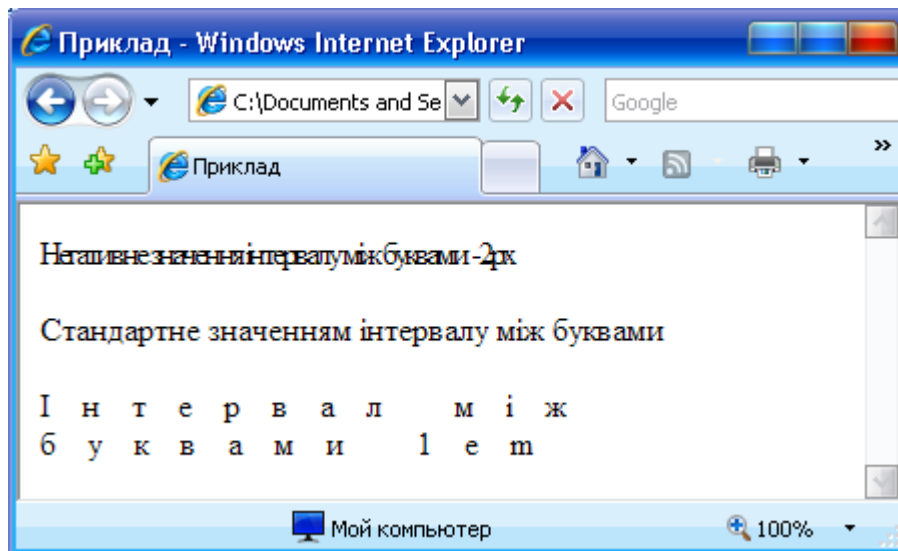 Приклад - Windows Internet Explorer
C:\Documents and Se
Google
Приклад
»
Негативне значення інтервалу між буквами -2px
Стандартне значенням інтервалу між буквами
І н т е р в а л м і ж
б у к в а м и 1 e m
Мой компьютер
100%